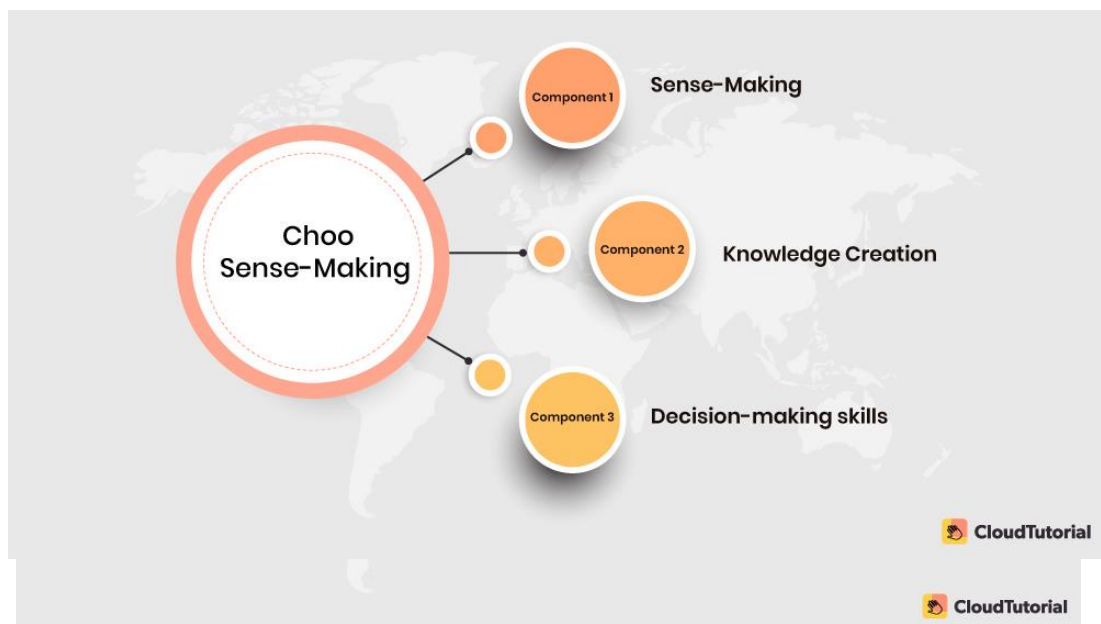 Component 1
Sense-Making
Choo
Sense-Making
Component 2
Knowledge Creation
Component 3
Decision-making skills
CloudTutorial
CloudTutorial